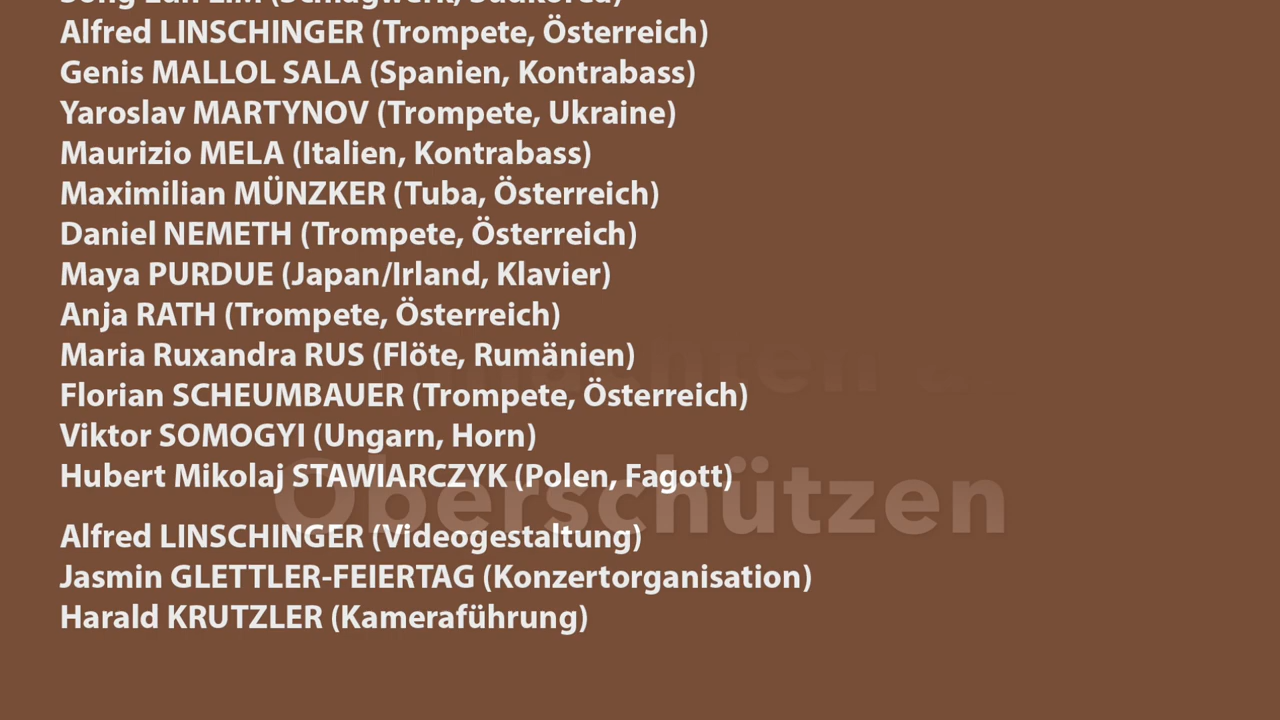 Alfred LINSCHINGER (Trompete, Österreich)
Genis MALLOL SALA (Spanien, Kontrabass)
Yaroslav MARTYNOV (Trompete, Ukraine)
Maurizio MELA (Italien, Kontrabass)
Maximilian MÜNZKER (Tuba, Österreich)
Daniel NEMETH (Trompete, Österreich)
Maya PURDUE (Japan/Irland, Klavier)
Anja RATH (Trompete, Österreich)
Maria Ruxandra RUS (Flöte, Rumänien)
Florian SCHEUMBAUER (Trompete, Österreich)
Viktor SOMOGYI (Ungarn, Horn)
Hubert Mikolaj STAWIARCZYK (Polen, Fagott)
Oberschützen
Alfred LINSCHINGER (Videogestaltung)
Jasmin GLETTLER-FEIERTAG (Konzertorganisation)
Harald KRUTZLER (Kameraführung)